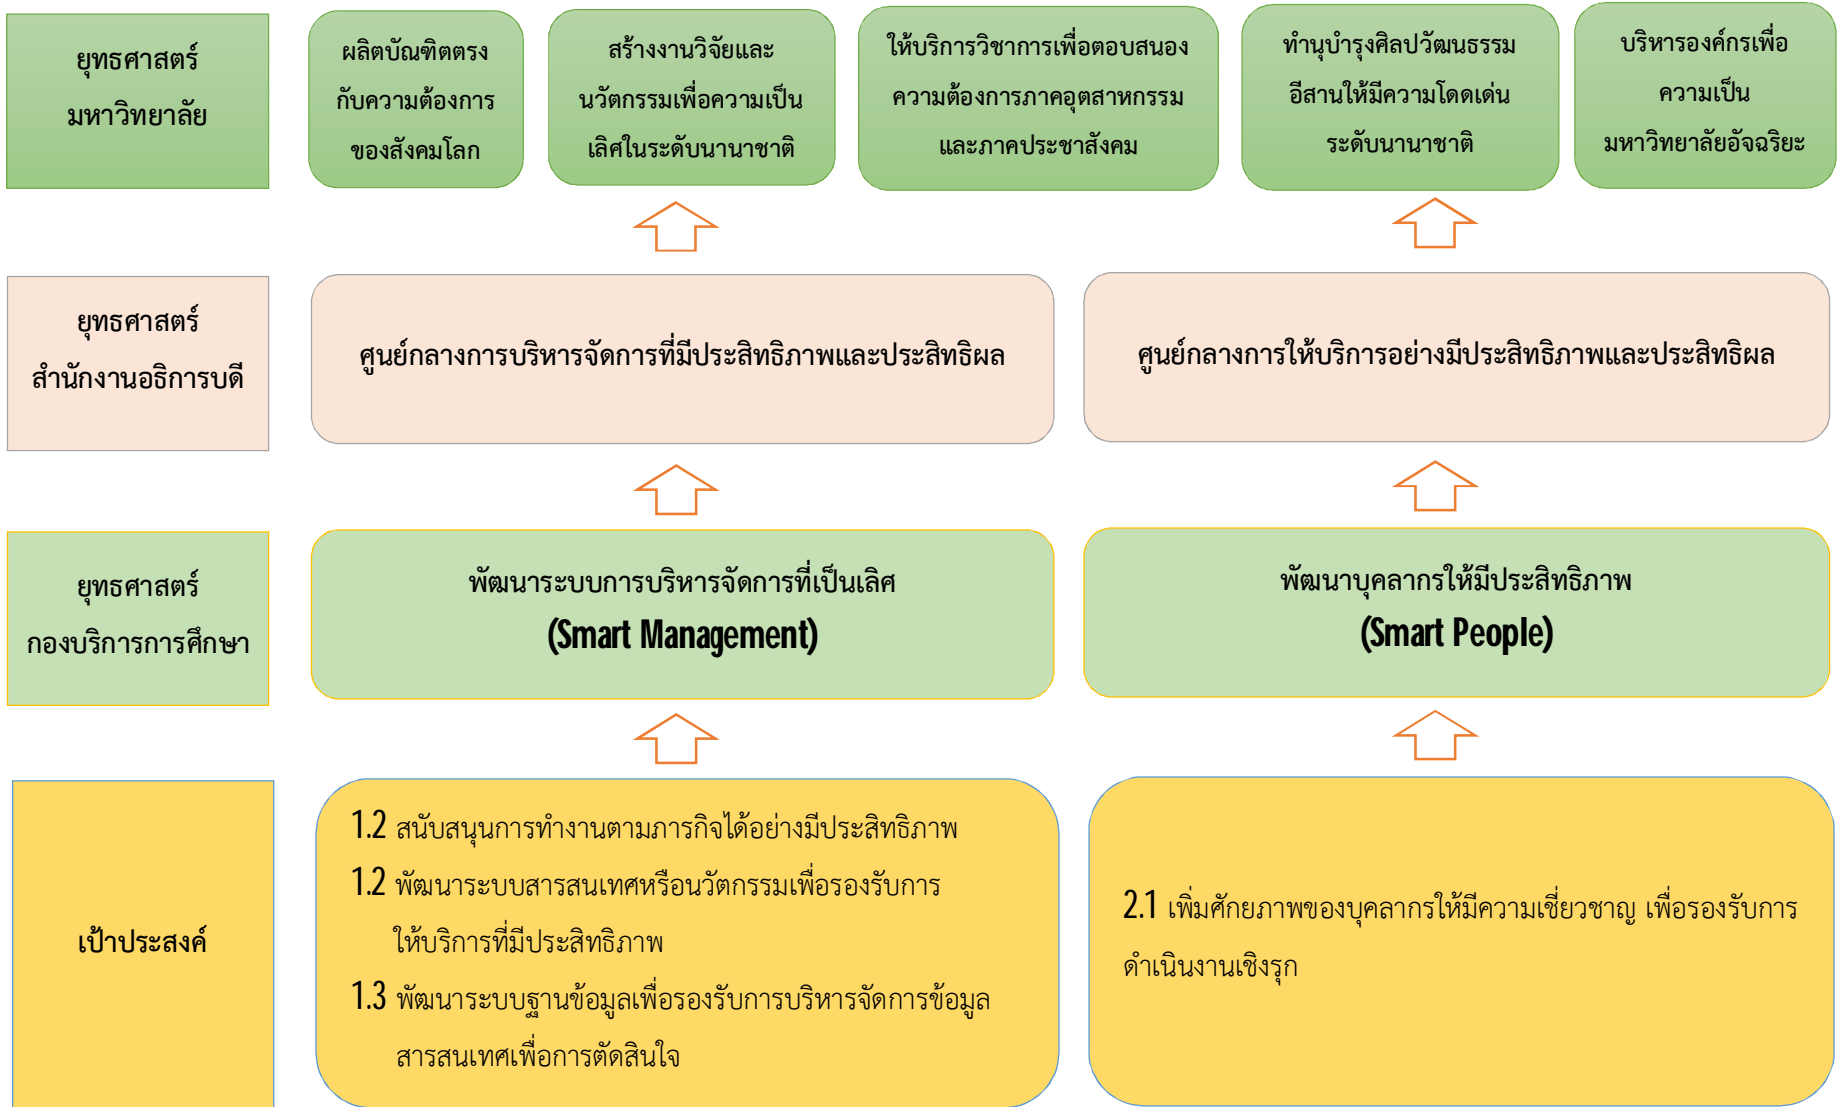 ยุทธศาสตร์
มหาวิทยาลัย
ผลิตบัณฑิตตรง
กับความต้องการ
ของสังคมโลก
สร้างงานวิจัยและ
นวัตกรรมเพื่อความเป็น
เลิศในระดับนานาชาติ
ให้บริการวิชาการเพื่อตอบสนอง
ความต้องการภาคอุตสาหกรรม
และภาคประชาสังคม
ทำนุบำรุงศิลปวัฒนธรรม
อีสานให้มีความโดดเด่น
ระดับนานาชาติ
บริหารองค์กรเพื่อ
ความเป็น
มหาวิทยาลัยอัจฉริยะ
ยุทธศาสตร์
สำนักงานอธิการบดี
ศูนย์กลางการบริหารจัดการที่มีประสิทธิภาพและประสิทธิผล
ศูนย์กลางการให้บริการอย่างมีประสิทธิภาพและประสิทธิผล
ยุทธศาสตร์
กองบริการการศึกษา
พัฒนาระบบการบริหารจัดการที่เป็นเลิศ
(Smart Management)
พัฒนาบุคลากรให้มีประสิทธิภาพ
(Smart People)
เป้าประสงค์
1.2 สนับสนุนการทำงานตามภารกิจได้อย่างมีประสิทธิภาพ
1.2 พัฒนาระบบสารสนเทศหรือนวัตกรรมเพื่อรองรับการ
ให้บริการที่มีประสิทธิภาพ
1.3 พัฒนาระบบฐานข้อมูลเพื่อรองรับการบริหารจัดการข้อมูล
สารสนเทศเพื่อการตัดสินใจ
2.1 เพิ่มศักยภาพของบุคลากรให้มีความเชี่ยวชาญ เพื่อรองรับการ
ดำเนินงานเชิงรุก